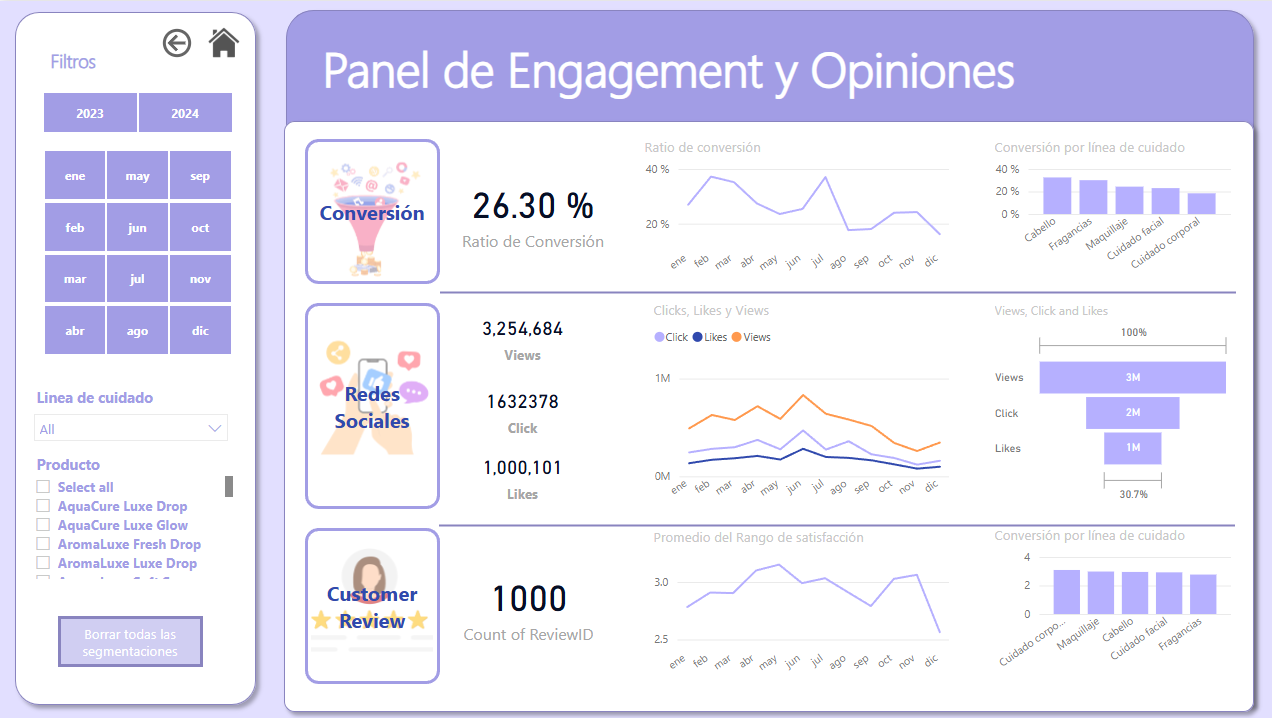 Filtros
2023
2024
ene
may
sep
feb
jun
oct
mar
jul
nov
abr
ago
dic
Linea de cuidado
All
Producto
Select all
AquaCure Luxe Drop
AquaCure Luxe Glow
AromaLuxe Fresh Drop
AromaLuxe Luxe Drop
Borrar todas las
segmentaciones
Panel de Engagement y Opiniones
Conversión
26.30 %
Ratio de Conversión
Ratio de conversión
40 %
20 %
ene feb mar abr may jun jul ago sep oct nov dic
Conversión por línea de cuidado
40 %
20 %
0 %
Cabello
Fragancias
Maquillaje
Cuidado facial
Cuidado corporal
Redes
Sociales
3,254,684
Views
1632378
Click
1,000,101
Likes
Clicks, Likes y Views
Click Likes Views
1M
0M
ene feb mar abr may jun jul ago sep oct nov dic
Views, Click and Likes
100%
Views 3M
Click 2M
Likes 1M
30.7%
Customer
Review
1000
Count of ReviewID
Promedio del Rango de satisfacción
3.0
2.5
ene feb mar abr may jun jul ago sep oct nov dic
Conversión por línea de cuidado
4
2
0
Cuidado corpo...
Maquillaje
Cabello
Cuidado facial
Fragancias